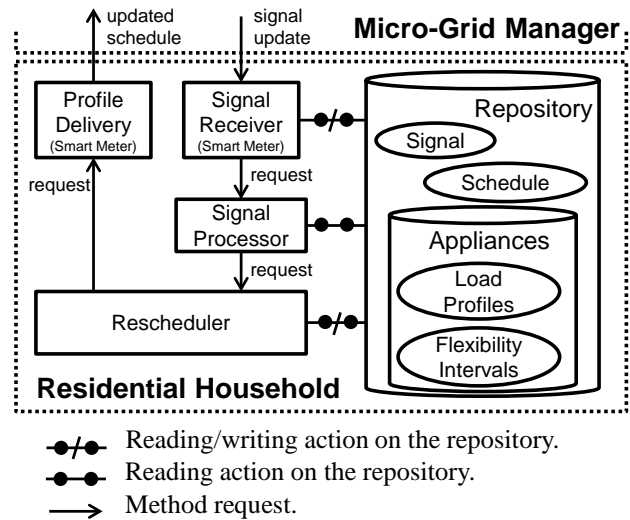 updated
schedule
signal
update
Micro-Grid Manager
Profile
Delivery
(Smart Meter)
Signal
Receiver
(Smart Meter)
Repository
Signal
request
request
Schedule
Signal
Processor
Appliances
request
Load
Profiles
Rescheduler
Flexibility
Intervals
Residential Household
Reading/writing action on the repository.
Reading action on the repository.
Method request.